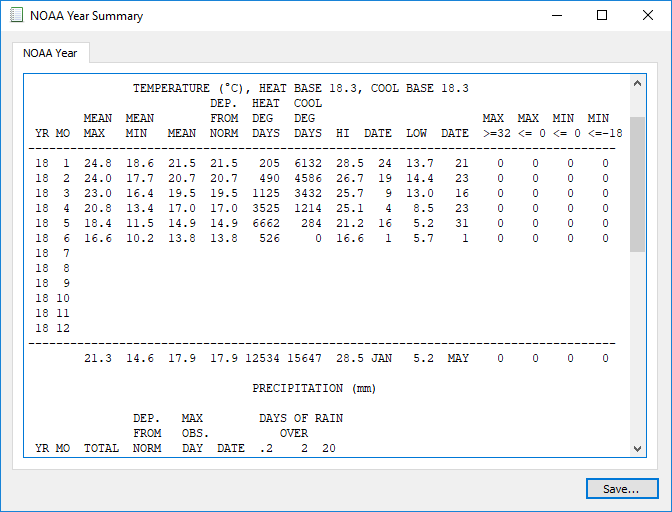 NOAA Year Summary
NOAA Year
TEMPERATURE (°C), HEAT BASE 18.3, COOL BASE 18.3
DEP. HEAT COOL
MEAN MEAN FROM DEG DEG MAX MAX MIN MIN
YR MO MAX MIN MEAN NORM DAYS DAYS HI DATE LOW DATE >=32 <= 0 <= 0 <=-18
------------------------------------------------------------------------------------
18 1 24.8 18.6 21.5 21.5 205 6132 28.5 24 13.7 21 0 0 0 0
18 2 24.0 17.7 20.7 20.7 490 4586 26.7 19 14.4 23 0 0 0 0
18 3 23.0 16.4 19.5 19.5 1125 3432 25.7 9 13.0 16 0 0 0 0
18 4 20.8 13.4 17.0 17.0 3525 1214 25.1 4 8.5 23 0 0 0 0
18 5 18.4 11.5 14.9 14.9 6662 284 21.2 16 5.2 31 0 0 0 0
18 6 16.6 10.2 13.8 13.8 526 0 16.6 1 5.7 1 0 0 0 0
18 7
18 8
18 9
18 10
18 11
18 12
------------------------------------------------------------------------------------
21.3 14.6 17.9 17.9 12534 15647 28.5 JAN 5.2 MAY 0 0 0 0
PRECIPITATION (mm)
DEP. MAX DAYS OF RAIN
FROM OBS. OVER
YR MO TOTAL NORM DAY DATE .2 2 20
Save...